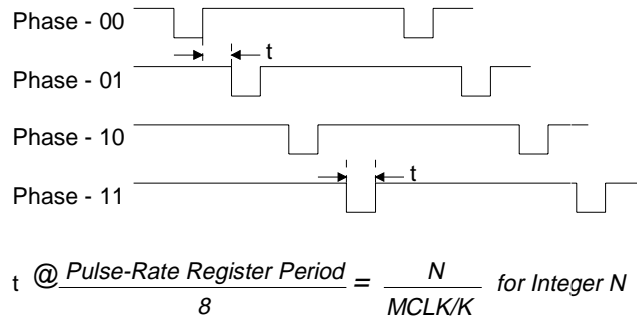 Phase - 00
t
Phase - 01
Phase - 10
t
Phase - 11
t @ Pulse-Rate Register Period / 8 = N / MCLK/K for Integer N